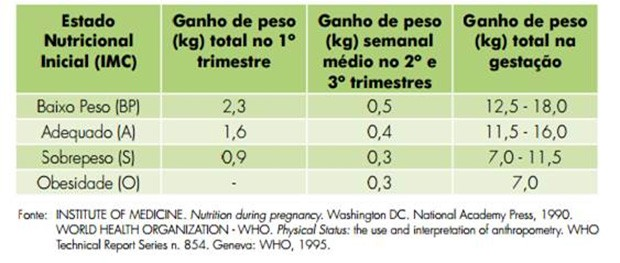 Estado Nutricional Inicial (IMC) | Ganho de peso (kg) total no 1º trimestre | Ganho de peso (kg) semanal médio no 2º e 3º trimestres | Ganho de peso (kg) total na gestação
Baixo Peso (BP) | 2,3 | 0,5 | 12,5 - 18,0
Adequado (A) | 1,6 | 0,4 | 11,5 - 16,0
Sobrepeso (S) | 0,9 | 0,3 | 7,0 - 11,5
Obesidade (O) | - | 0,3 | 7,0
Fonte: INSTITUTE OF MEDICINE. Nutrition during pregnancy. Washington DC. National Academy Press, 1990.
WORLD HEALTH ORGANIZATION - WHO. Physical Status: the use and interpretation of anthropometry. WHO
Technical Report Series n. 854. Geneva: WHO, 1995.